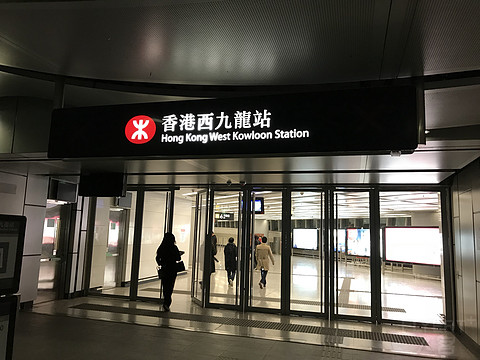 香港西九龍站
Hong Kong West Kowloon Station